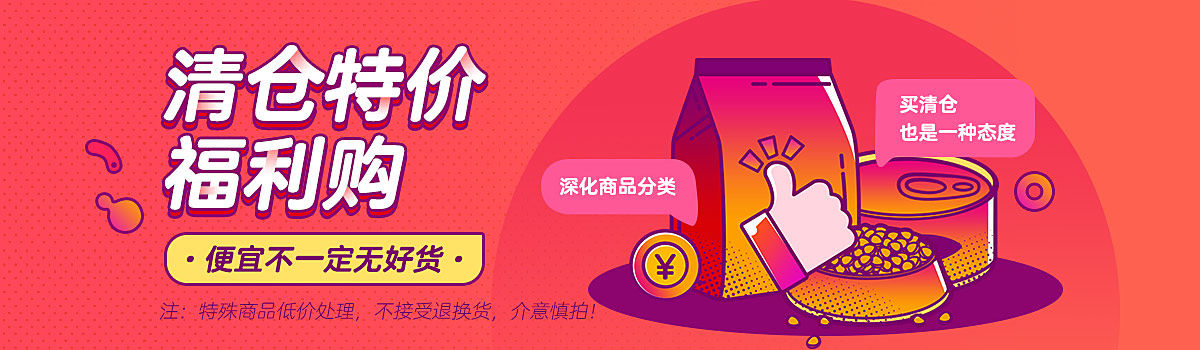 清仓特价
福利购
·便宜不一定无好货·
注：特殊商品低价处理，不接受退换货，介意慎拍！
深化商品分类
买清仓
也是一种态度
¥